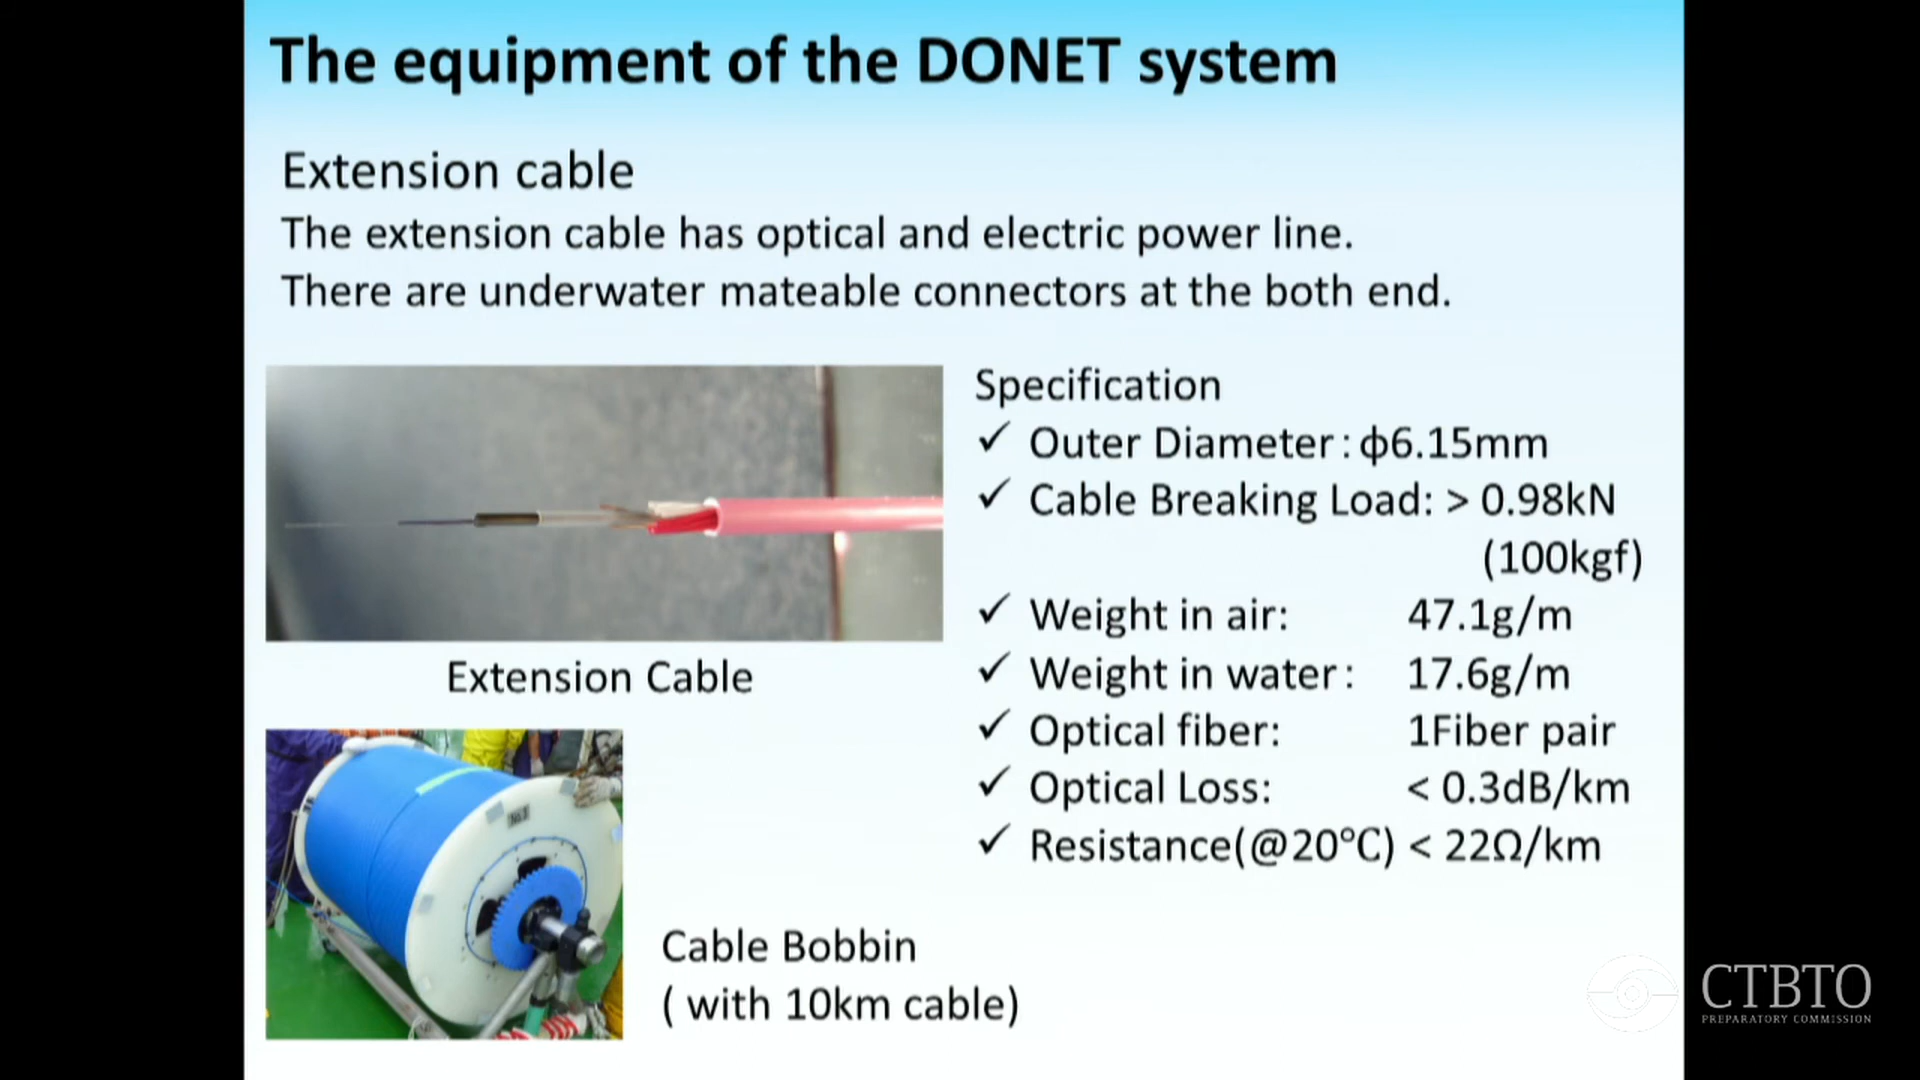 The equipment of the DONET system
Extension cable
The extension cable has optical and electric power line.
There are underwater mateable connectors at the both end.
Specification
✓ Outer Diameter : ф6.15mm
✓ Cable Breaking Load: > 0.98kN
(100kgf)
✓ Weight in air: 47.1g/m
✓ Weight in water : 17.6g/m
✓ Optical fiber: 1Fiber pair
✓ Optical Loss: < 0.3dB/km
✓ Resistance(@20℃) < 22Ω/km
Extension Cable
Cable Bobbin
( with 10km cable)
CTBTO
PREPARATORY COMMISSION